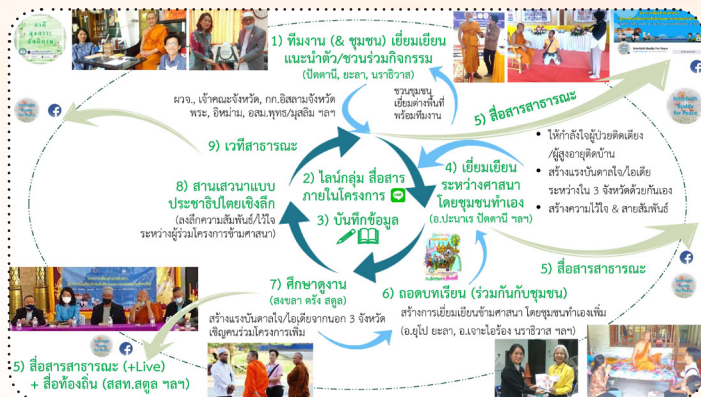 1) ทีมงาน (& ชุมชน) เยี่ยมเยียน
แนะนำตัว/ชวนร่วมกิจกรรม
(ปัตตานี, ยะลา, นราธิวาส)
ผวจ., เจ้าคณะจังหวัด, กก.อิสลามจังหวัด
พระ, อิหม่าม, อสม.พุทธ/มุสลิม ฯลฯ
ชวนชุมชน
เยี่ยมต่างพื้นที่
พร้อมทีมงาน
5) สื่อสารสาธารณะ
9) เวทีสาธารณะ
2) ไลน์กลุ่ม สื่อสาร
ภายในโครงการ
3) บันทึกข้อมูล
4) เยี่ยมเยียน
ระหว่างศาสนา
โดยชุมชนทำเอง
(อ.ปะนาเร ปัตตานี ฯลฯ)
• ให้กำลังใจผู้ป่วยติดเตียง
/ผู้สูงอายุติดบ้าน
• สร้างแรงบันดาลใจ/ไอเดีย
ระหว่างใน 3 จังหวัดด้วยกันเอง
• สร้างความไว้ใจ & สายสัมพันธ์
8) สานเสวนาแบบ
ประชาธิปไตยเชิงลึก
(ลงลึกความสัมพันธ์/ไว้ใจ
ระหว่างผู้ร่วมโครงการข้ามศาสนา)
5) สื่อสารสาธารณะ
7) ศึกษาดูงาน
(สงขลา ตรัง สตูล)
สร้างแรงบันดาลใจ/ไอเดียจากนอก 3 จังหวัด
เชิญคนร่วมโครงการเพิ่ม
6) ถอดบทเรียน (ร่วมกันกับชุมชน)
สร้างการเยี่ยมเยียนข้ามศาสนา โดยชุมชนทำเองเพิ่ม
(อ.ยุโป ยะลา, อ.เจาะไอร้อง นราธิวาส ฯลฯ)
5) สื่อสารสาธารณะ (+Live)
+ สื่อท้องถิ่น (สสท.สตูล ฯลฯ)